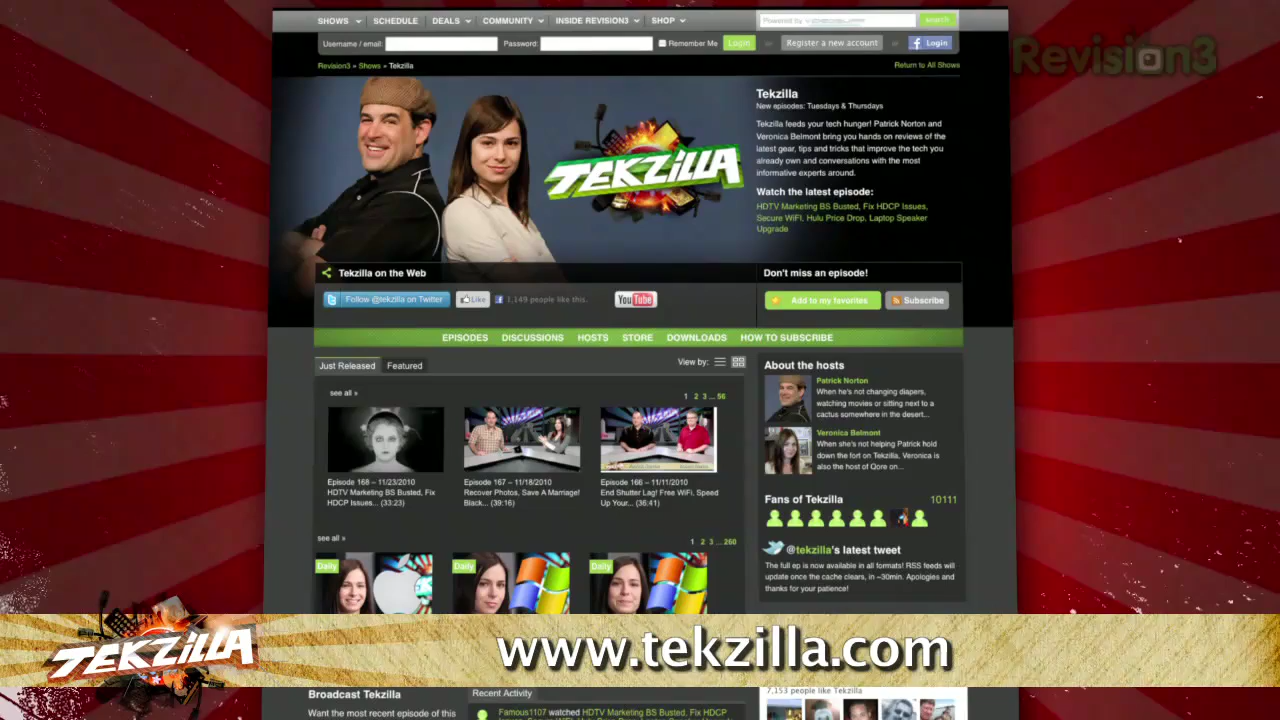 SHOWS SCHEDULE DEALS COMMUNITY INSIDE REVISION3 SHOP
Powered by search
Username / email: Password: Remember Me Login or Register a new account or Login
Revision3
Revision3 » Shows » Tekzilla
Return to All Shows
TEKZILLA
Tekzilla
New episodes: Tuesdays & Thursdays
Tekzilla feeds your tech hunger! Patrick Norton and
Veronica Belmont bring you hands on reviews of the
latest gear, tips and tricks that improve the tech you
already own and conversations with the most
informative experts around.
Watch the latest episode:
HDTV Marketing BS Busted, Fix HDCP Issues,
Secure WiFI, Hulu Price Drop, Laptop Speaker
Upgrade
Tekzilla on the Web
Follow @tekzilla on Twitter Like 1,149 people like this. YouTube
Don't miss an episode!
Add to my favorites Subscribe
EPISODES DISCUSSIONS HOSTS STORE DOWNLOADS HOW TO SUBSCRIBE
Just Released Featured View by:
see all »
1 2 3 ... 56
Episode 168 – 11/23/2010
HDTV Marketing BS Busted, Fix
HDCP Issues... (33:23)
Episode 167 – 11/18/2010
Recover Photos, Save A Marriage!
Black... (39:16)
Episode 166 – 11/11/2010
End Shutter Lag! Free WiFi, Speed
Up Your... (36:41)
see all »
1 2 3 ... 260
Daily Daily Daily
About the hosts
Patrick Norton
When he's not changing diapers,
watching movies or sitting next to a
cactus somewhere in the desert...
Veronica Belmont
When she's not helping Patrick hold
down the fort on Tekzilla, Veronica is
also the host of Qore on...
Fans of Tekzilla 10111
@tekzilla's latest tweet
The full ep is now available in all formats! RSS feeds will
update once the cache clears, in ~30min. Apologies and
thanks for your patience!
TEKZILLA
www.tekzilla.com
Broadcast Tekzilla
Want the most recent episode of this
Recent Activity
Famous1107 watched HDTV Marketing BS Busted, Fix HDCP
7,153 people like Tekzilla